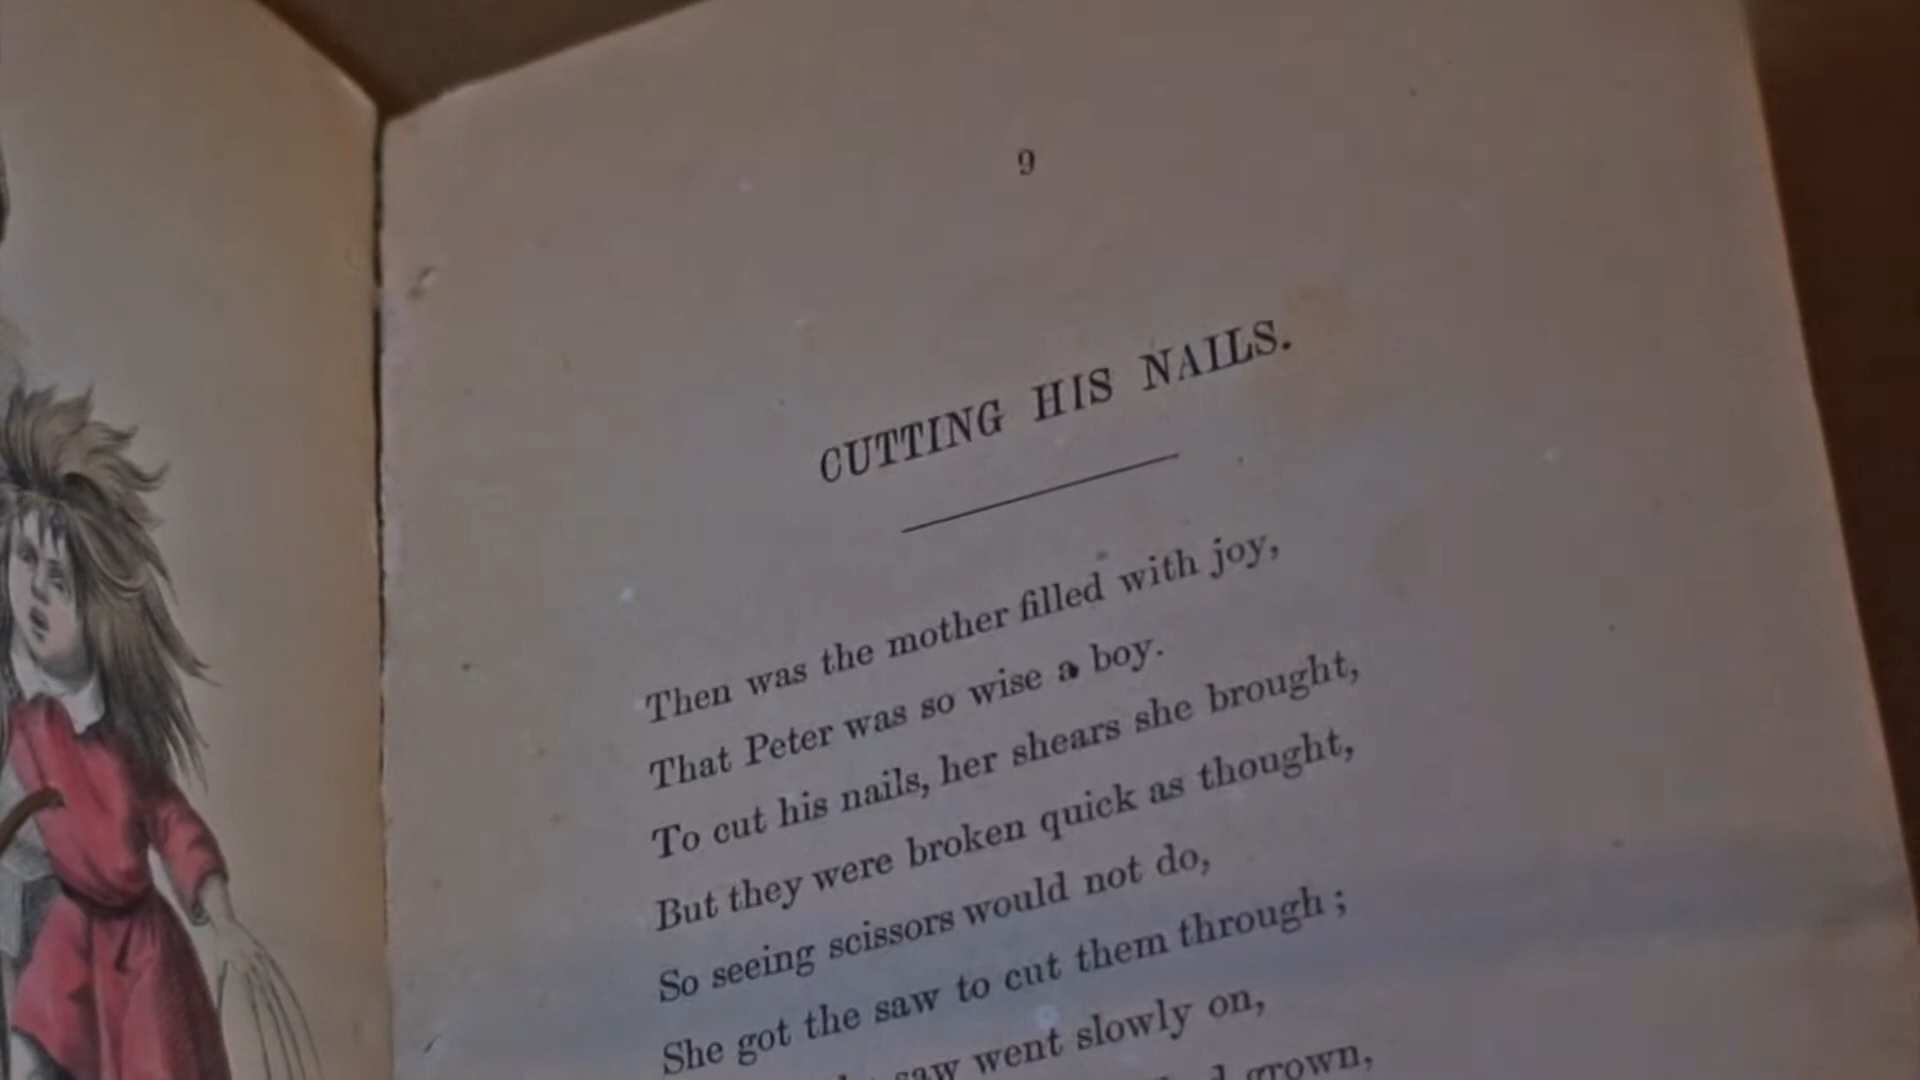 9
CUTTING HIS NAILS.
Then was the mother filled with joy,
That Peter was so wise a boy.
To cut his nails, her shears she brought,
But they were broken quick as thought,
So seeing scissors would not do,
She got the saw to cut them through ;
saw went slowly on,
grown,